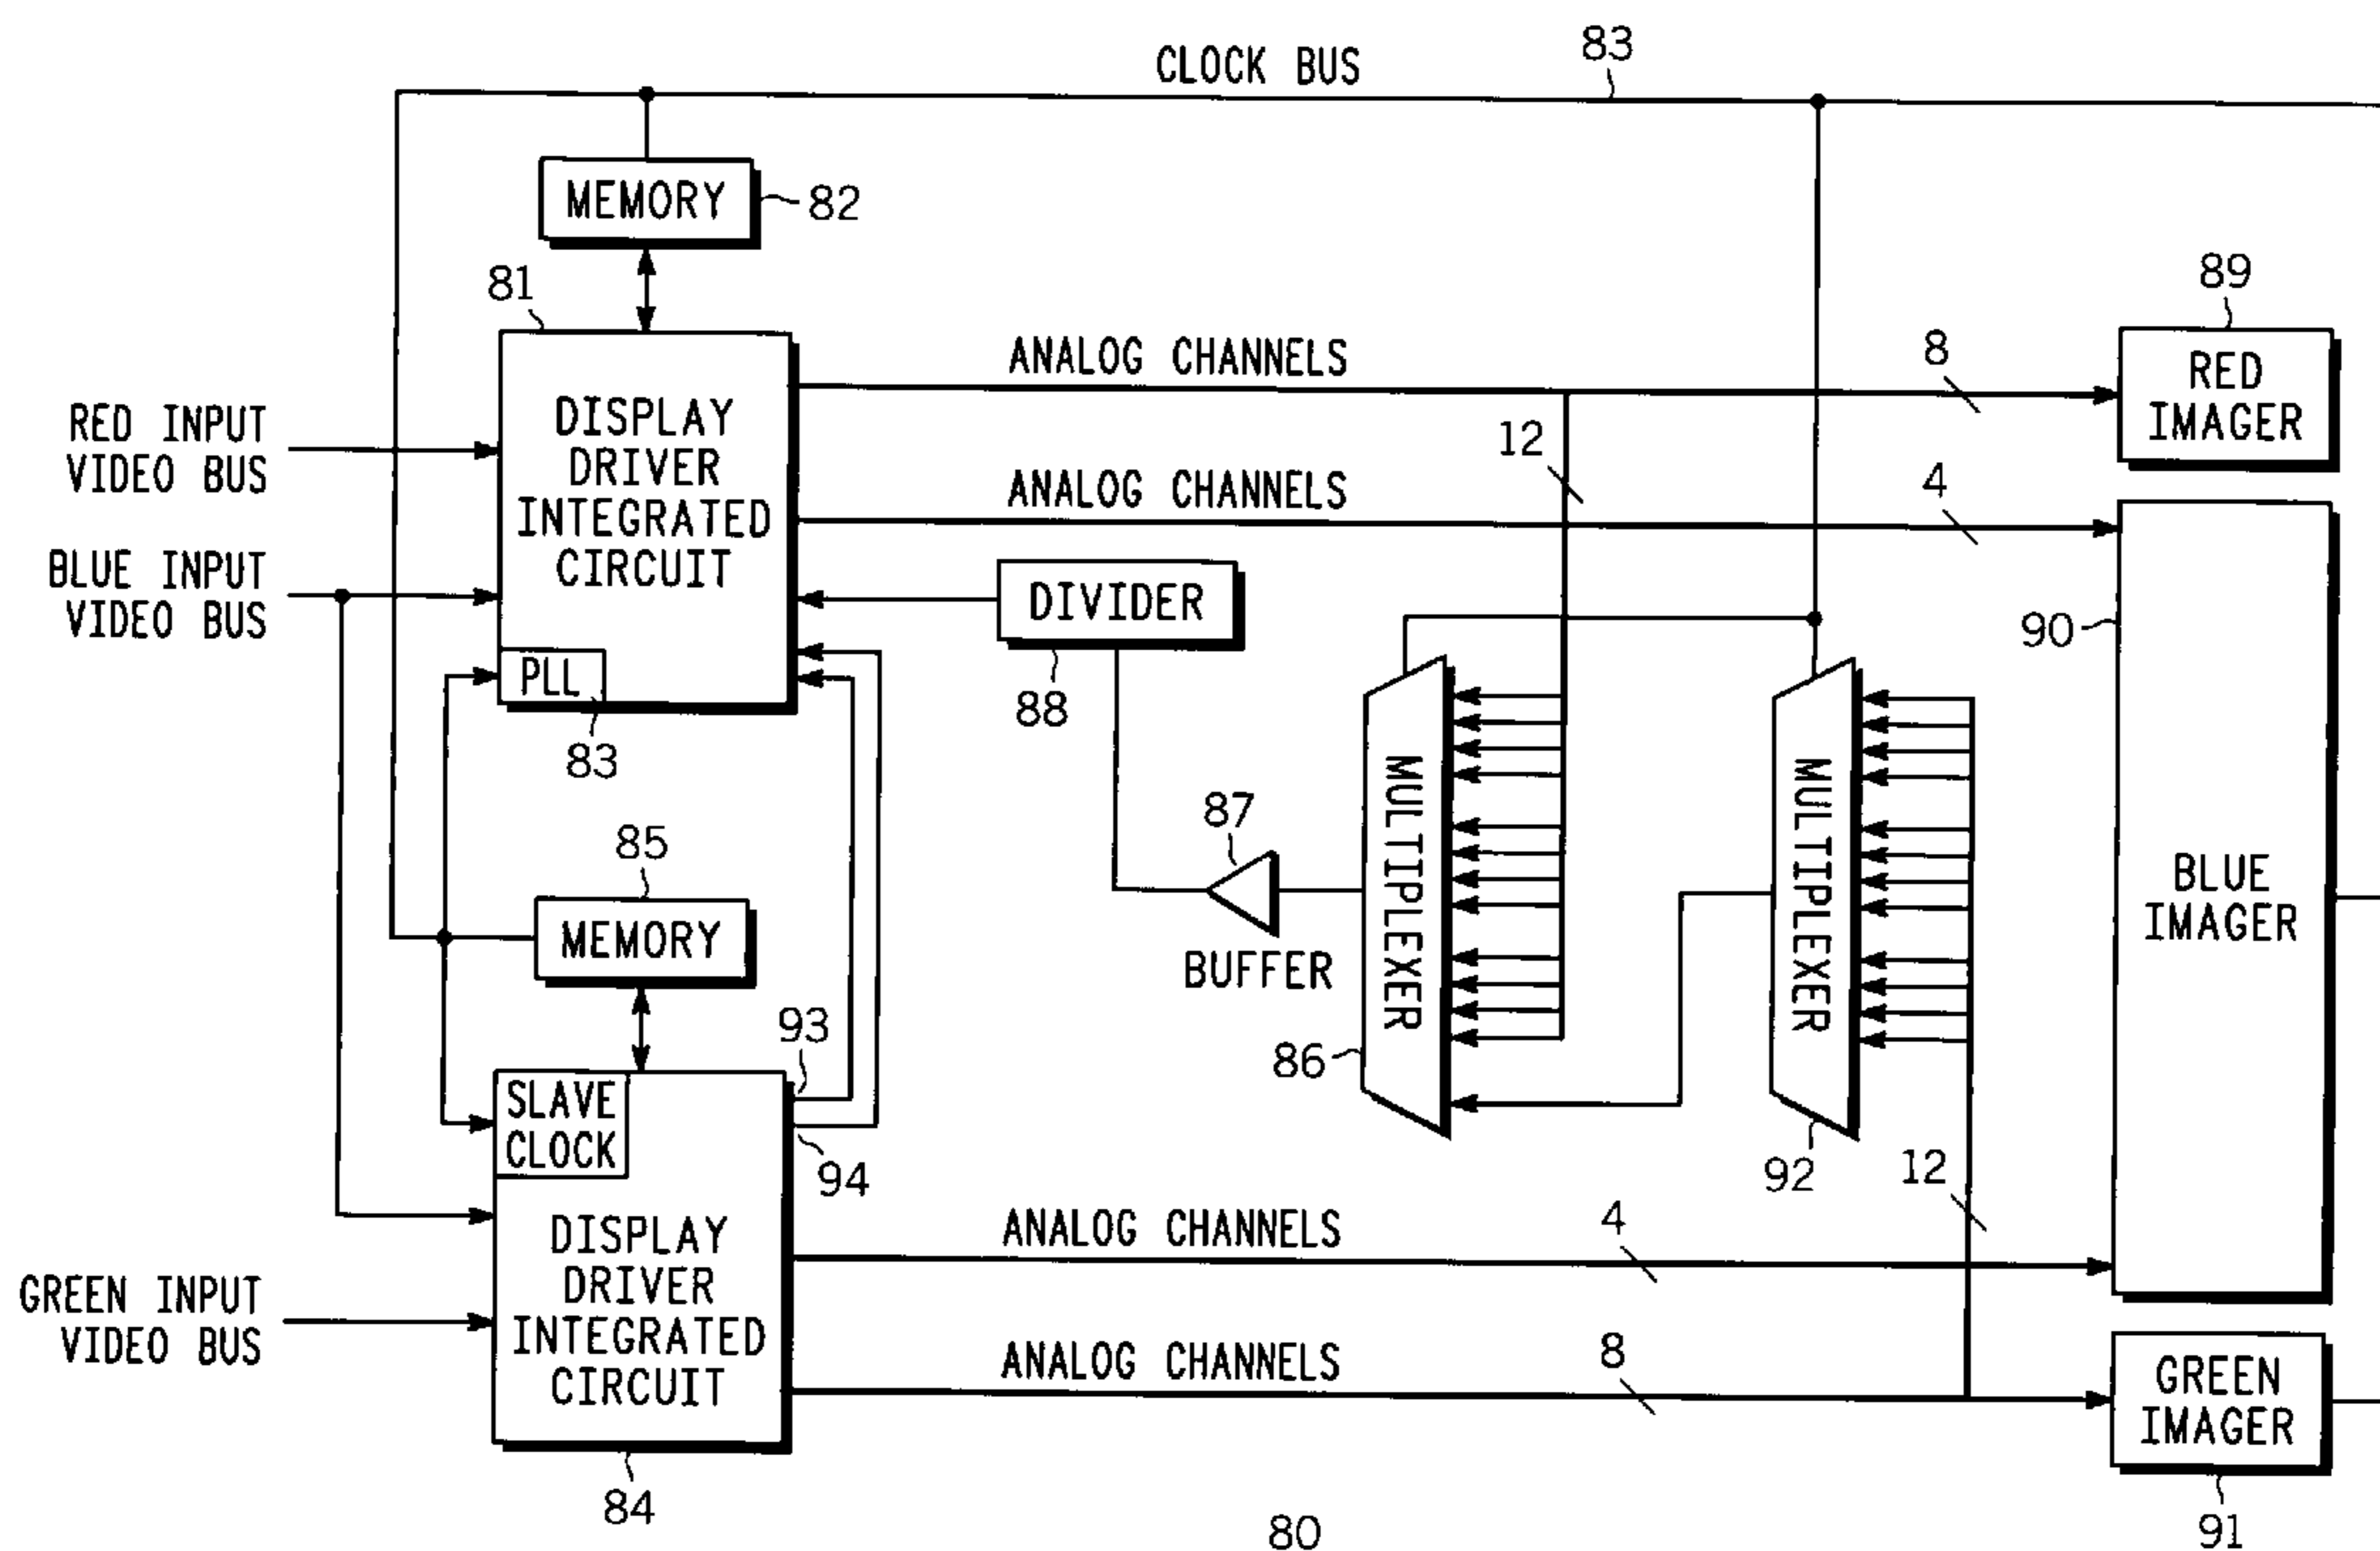 CLOCK BUS
83
MEMORY
82
81
89
ANALOG CHANNELS
8
RED
IMAGER
RED INPUT
VIDEO BUS
DISPLAY
DRIVER
INTEGRATED
CIRCUIT
12
ANALOG CHANNELS
4
BLUE INPUT
VIDEO BUS
DIVIDER
88
90
PLL
83
MULTIPLEXER
MULTIPLEXER
87
BUFFER
85
MEMORY
BLUE
IMAGER
93
86
SLAVE
CLOCK
94
92
12
DISPLAY
DRIVER
INTEGRATED
CIRCUIT
ANALOG CHANNELS
4
GREEN INPUT
VIDEO BUS
ANALOG CHANNELS
8
GREEN
IMAGER
84
80
91